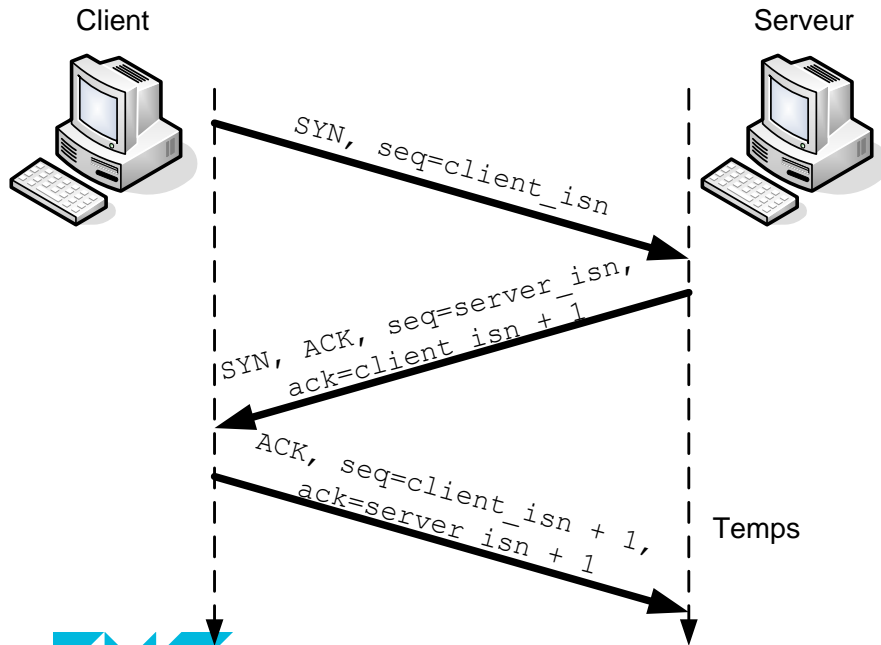 Client
Serveur
SYN, seq=client_isn
SYN, ACK, seq=server_isn,
ack=client_isn + 1
ACK, seq=client_isn + 1,
ack=server_isn + 1
Temps